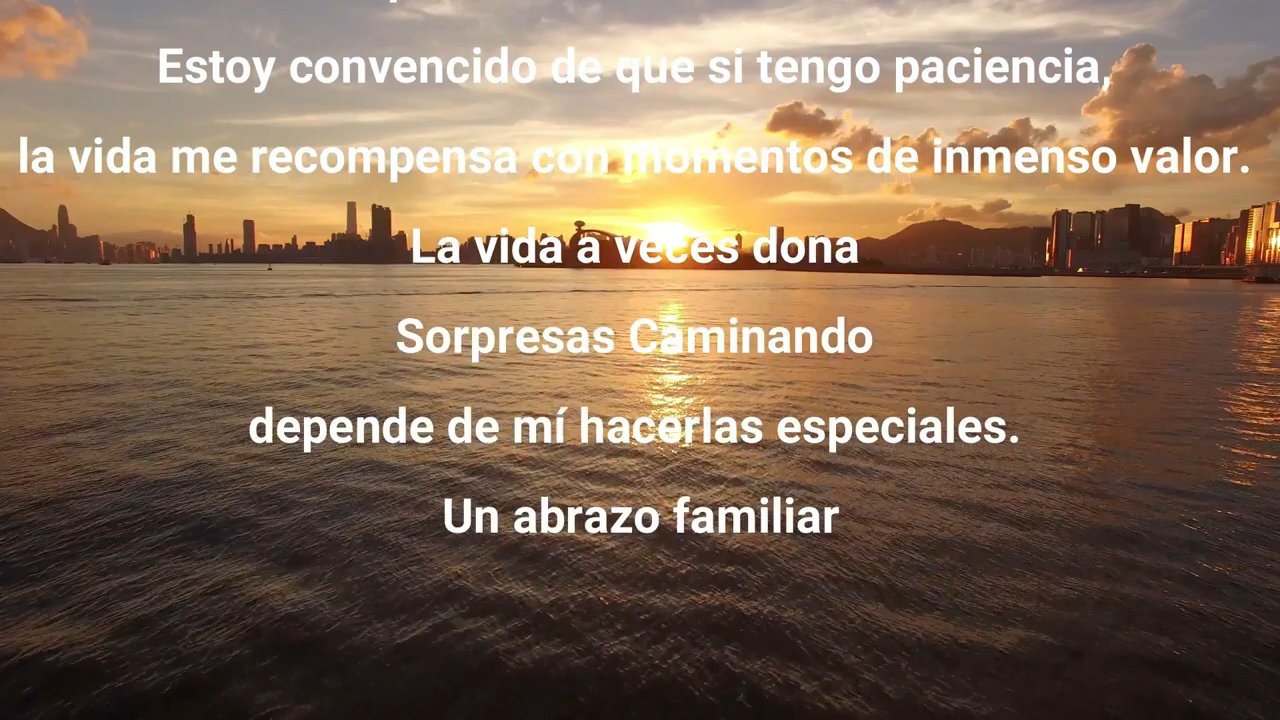 Estoy convencido de que si tengo paciencia,
la vida me recompensa con momentos de inmenso valor.
La vida a veces dona
Sorpresas Caminando
depende de mí hacerlas especiales.
Un abrazo familiar